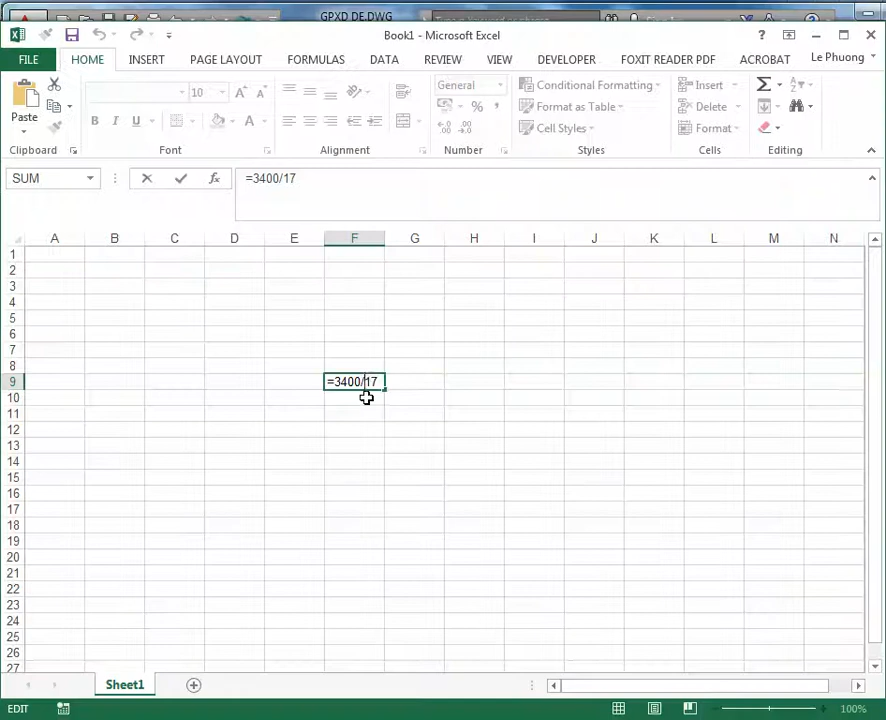 GPXD DE.DWG
Book1 - Microsoft Excel
FILE HOME INSERT PAGE LAYOUT FORMULAS DATA REVIEW VIEW DEVELOPER FOXIT READER PDF ACROBAT Le Phuong
Paste
10
B I U
General
% ,
Conditional Formatting
Format as Table
Cell Styles
Insert
Delete
Format
Clipboard Font Alignment Number Styles Cells Editing
SUM =3400/17
A B C D E F G H I J K L M N
1
2
3
4
5
6
7
8
9 =3400/17
10
11
12
13
14
15
16
17
18
19
20
21
22
23
24
25
26
27
Sheet1
EDIT 100%